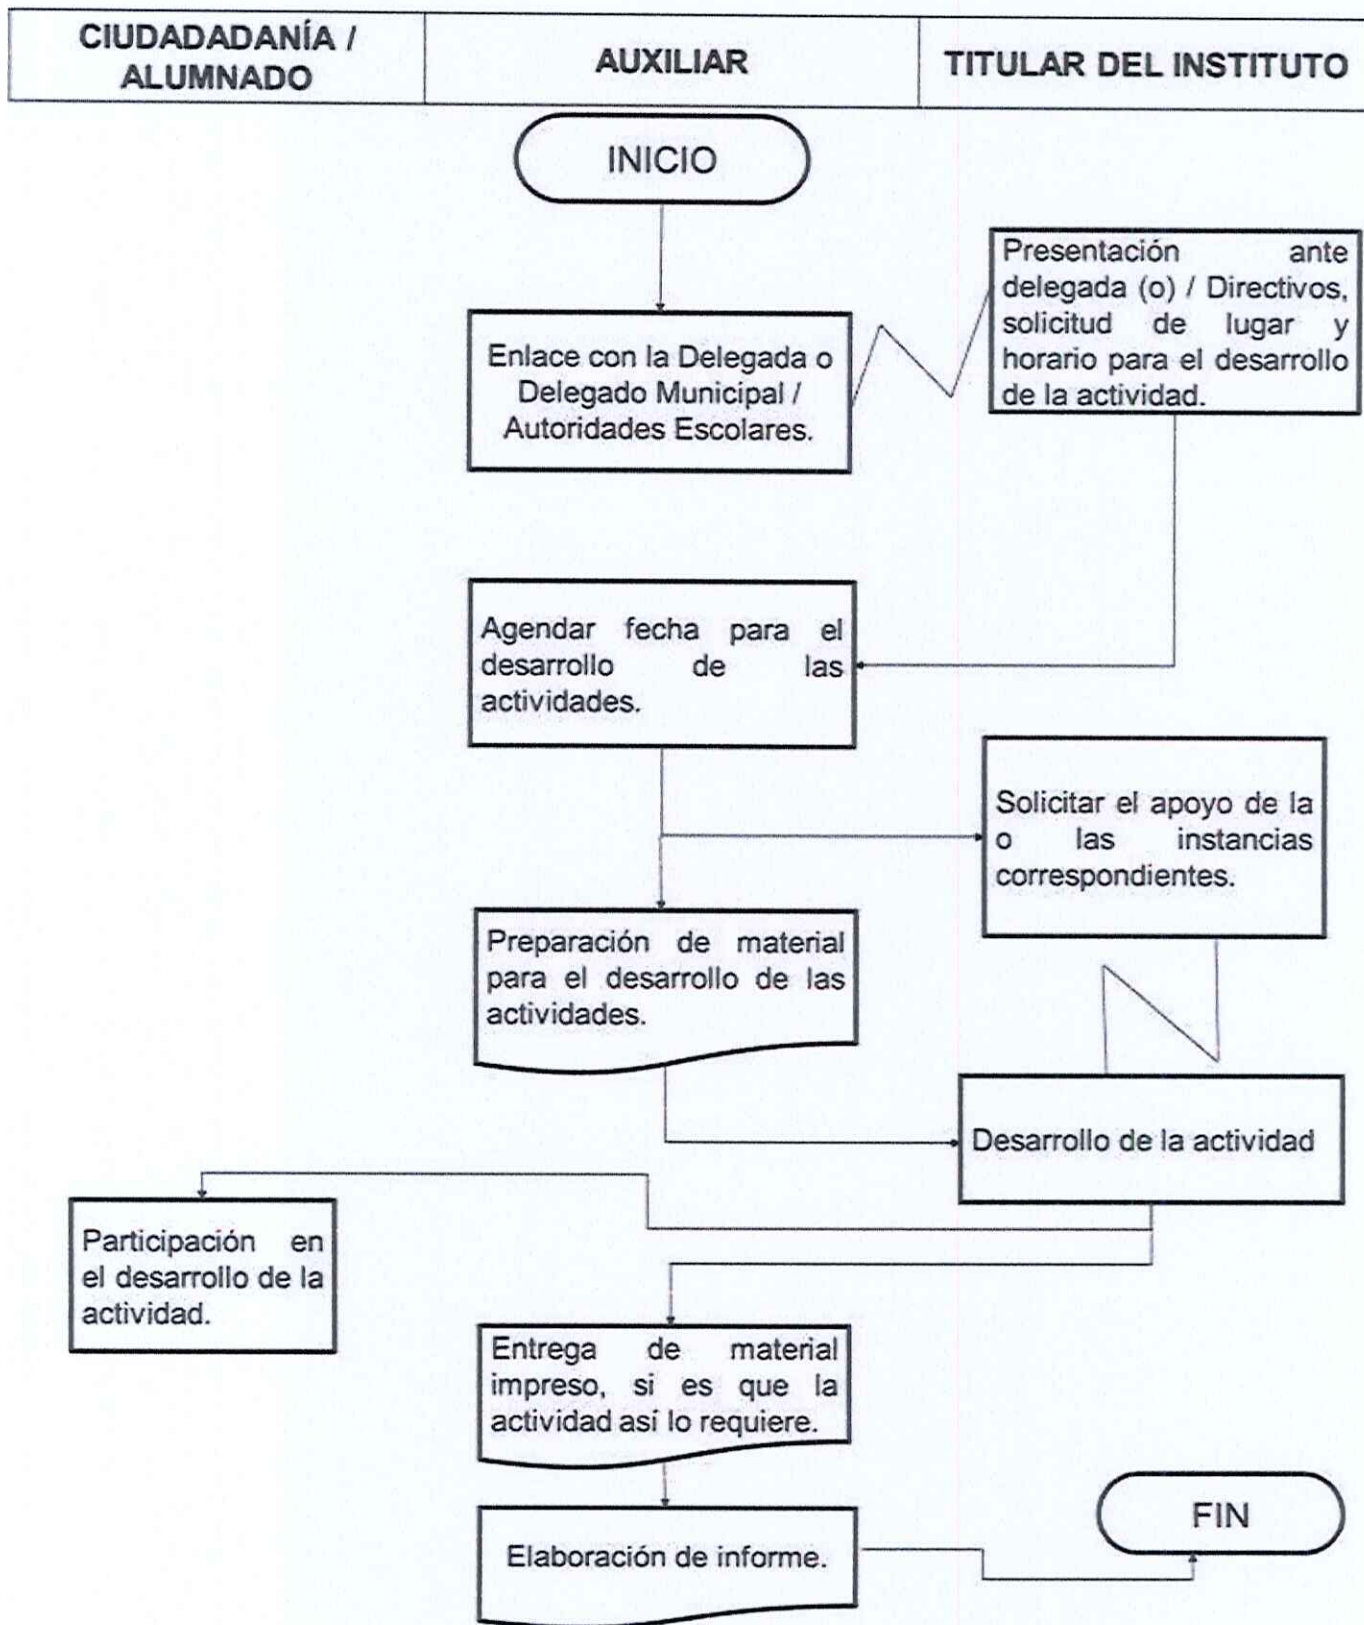 CIUDADADANÍA /
ALUMNADO
AUXILIAR
TITULAR DEL INSTITUTO
INICIO
Presentación ante
delegada (o) / Directivos,
solicitud de lugar y
horario para el desarrollo
de la actividad.
Enlace con la Delegada o
Delegado Municipal /
Autoridades Escolares.
Agendar fecha para el
desarrollo de las
actividades.
Solicitar el apoyo de la
o las instancias
correspondientes.
Preparación de material
para el desarrollo de las
actividades.
Desarrollo de la actividad
Participación en
el desarrollo de la
actividad.
Entrega de material
impreso, si es que la
actividad así lo requiere.
Elaboración de informe.
FIN